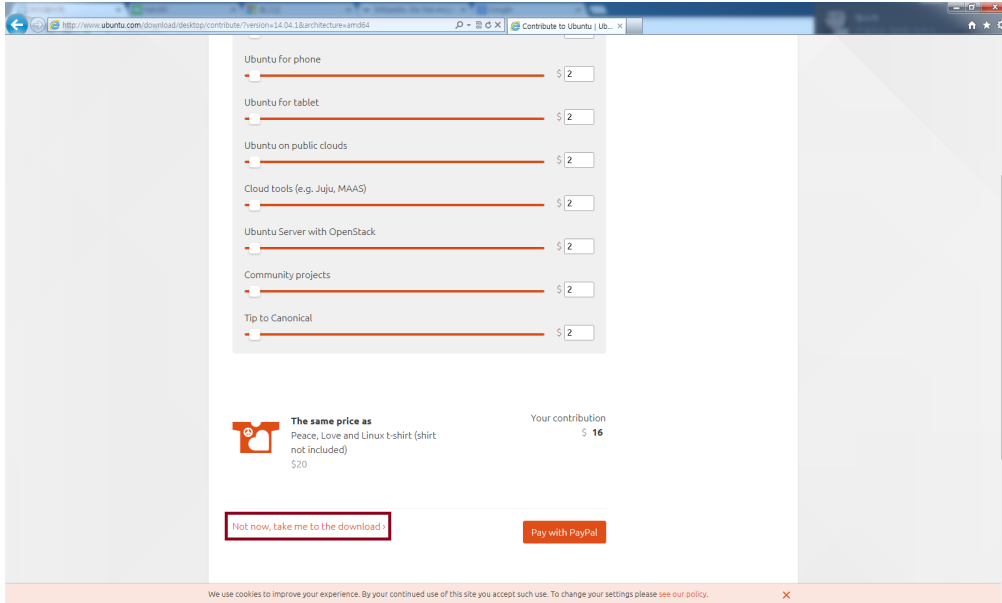 http://www.ubuntu.com/download/desktop/contribute/?version=14.04.1&architecture=amd64
Contribute to Ubuntu | Ub...
Ubuntu for phone
$ 2
Ubuntu for tablet
$ 2
Ubuntu on public clouds
$ 2
Cloud tools (e.g. Juju, MAAS)
$ 2
Ubuntu Server with OpenStack
$ 2
Community projects
$ 2
Tip to Canonical
$ 2
The same price as
Peace, Love and Linux t-shirt (shirt
not included)
$20
Your contribution
$ 16
Not now, take me to the download ›
Pay with PayPal
We use cookies to improve your experience. By your continued use of this site you accept such use. To change your settings please see our policy.